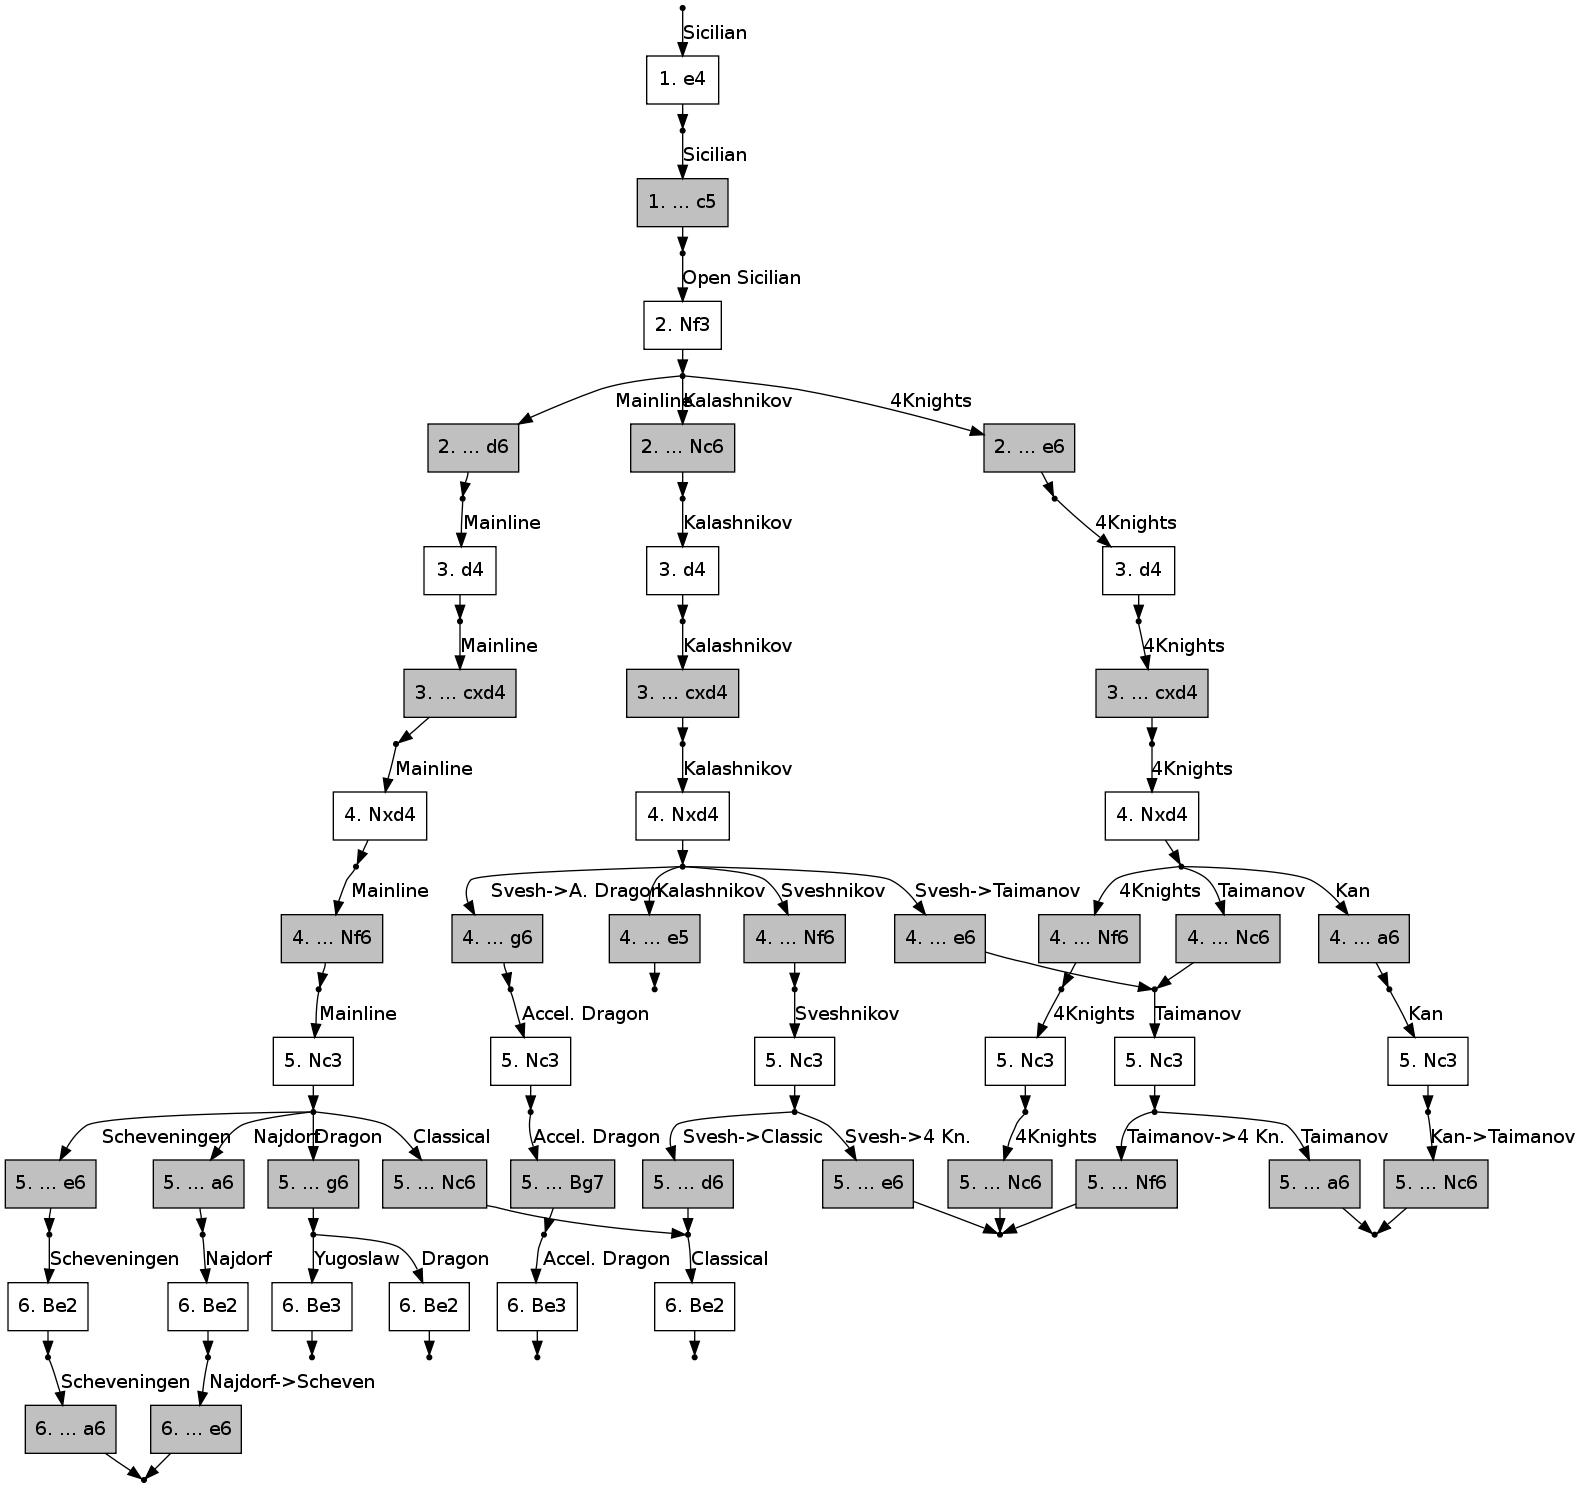 Sicilian
1. e4
Sicilian
1. ... c5
Open Sicilian
2. Nf3
Mainline Kalashnikov 4Knights
2. ... d6 2. ... Nc6 2. ... e6
Mainline Kalashnikov 4Knights
3. d4 3. d4 3. d4
Mainline Kalashnikov 4Knights
3. ... cxd4 3. ... cxd4 3. ... cxd4
Mainline Kalashnikov 4Knights
4. Nxd4 4. Nxd4 4. Nxd4
Mainline Svesh->A. Dragon Kalashnikov Sveshnikov Svesh->Taimanov 4Knights Taimanov Kan
4. ... Nf6 4. ... g6 4. ... e5 4. ... Nf6 4. ... e6 4. ... Nf6 4. ... Nc6 4. ... a6
Mainline Accel. Dragon Sveshnikov 4Knights Taimanov Kan
5. Nc3 5. Nc3 5. Nc3 5. Nc3 5. Nc3 5. Nc3
Scheveningen Najdorf Dragon Classical Accel. Dragon Svesh->Classic Svesh->4 Kn. 4Knights Taimanov->4 Kn. Taimanov Kan->Taimanov
5. ... e6 5. ... a6 5. ... g6 5. ... Nc6 5. ... Bg7 5. ... d6 5. ... e6 5. ... Nc6 5. ... Nf6 5. ... a6 5. ... Nc6
Scheveningen Najdorf Yugoslaw Dragon Accel. Dragon Classical
6. Be2 6. Be2 6. Be3 6. Be2 6. Be3 6. Be2
Scheveningen Najdorf->Scheven
6. ... a6 6. ... e6